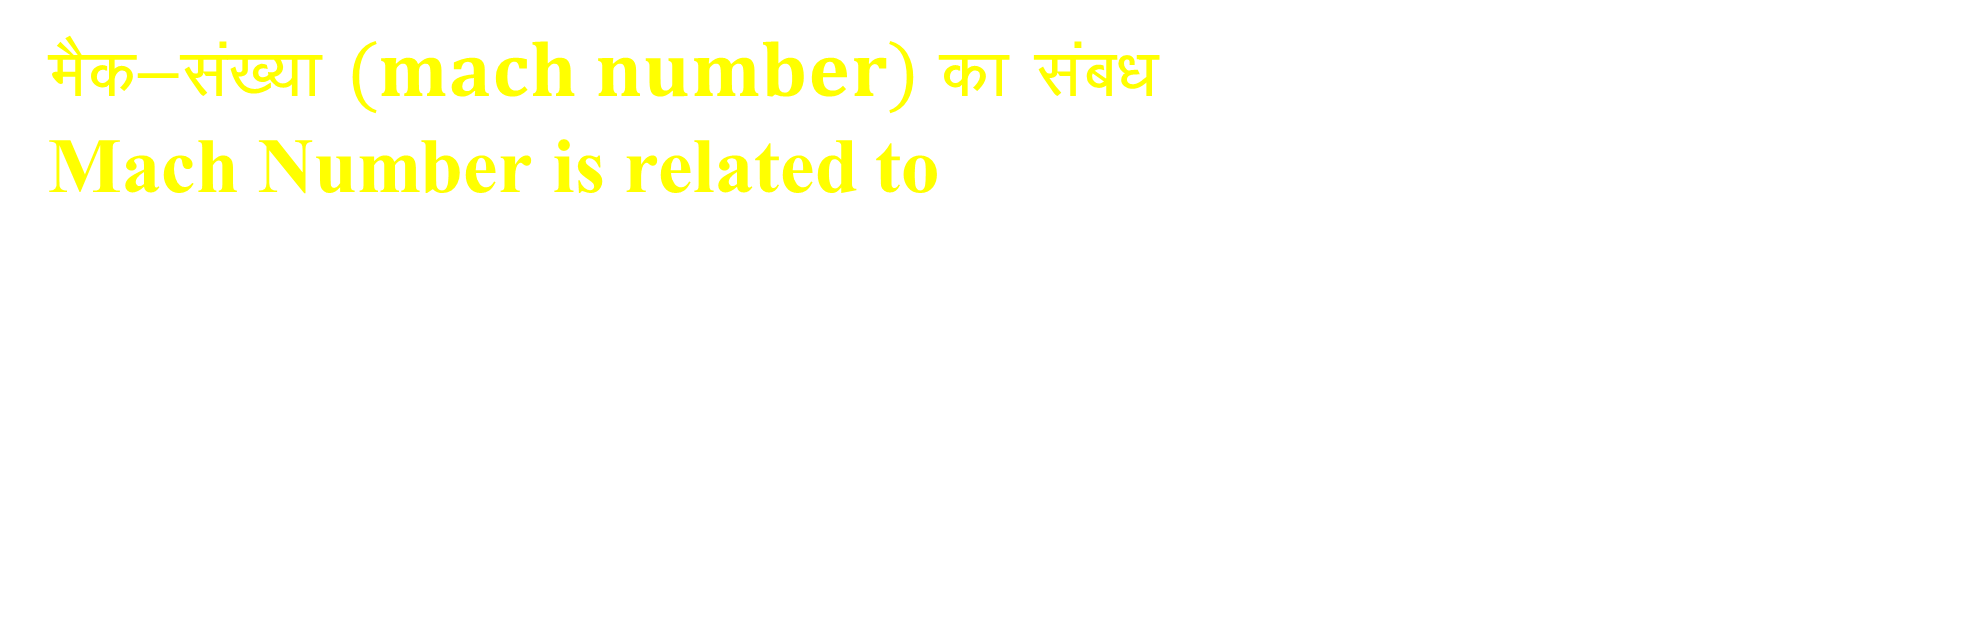 मैक–संख्या (mach number) का संबध
Mach Number is related to